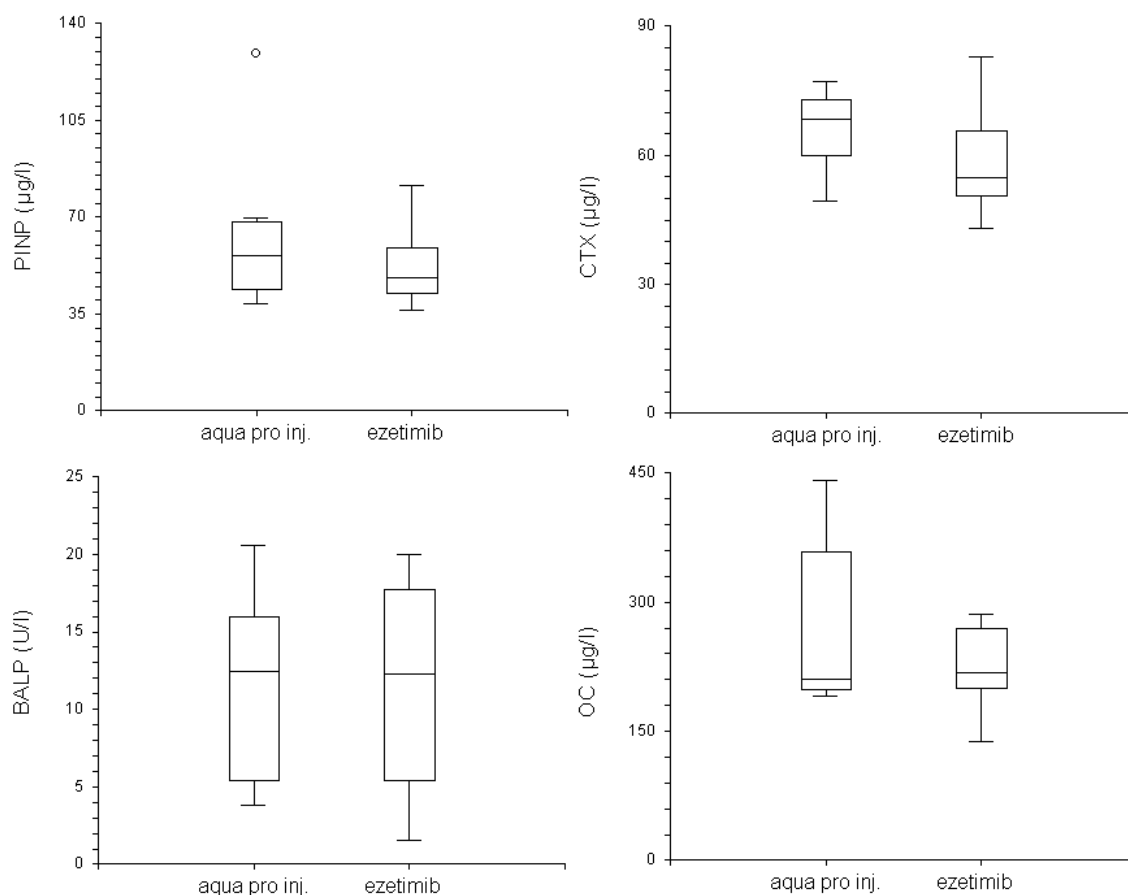 140
105
70
35
0
PINP (µg/l)
aqua pro inj. ezetimib
90
60
30
0
CTX (µg/l)
aqua pro inj. ezetimib
25
20
15
10
5
0
BALP (U/l)
aqua pro inj. ezetimib
450
300
150
0
OC (µg/l)
aqua pro inj. ezetimib